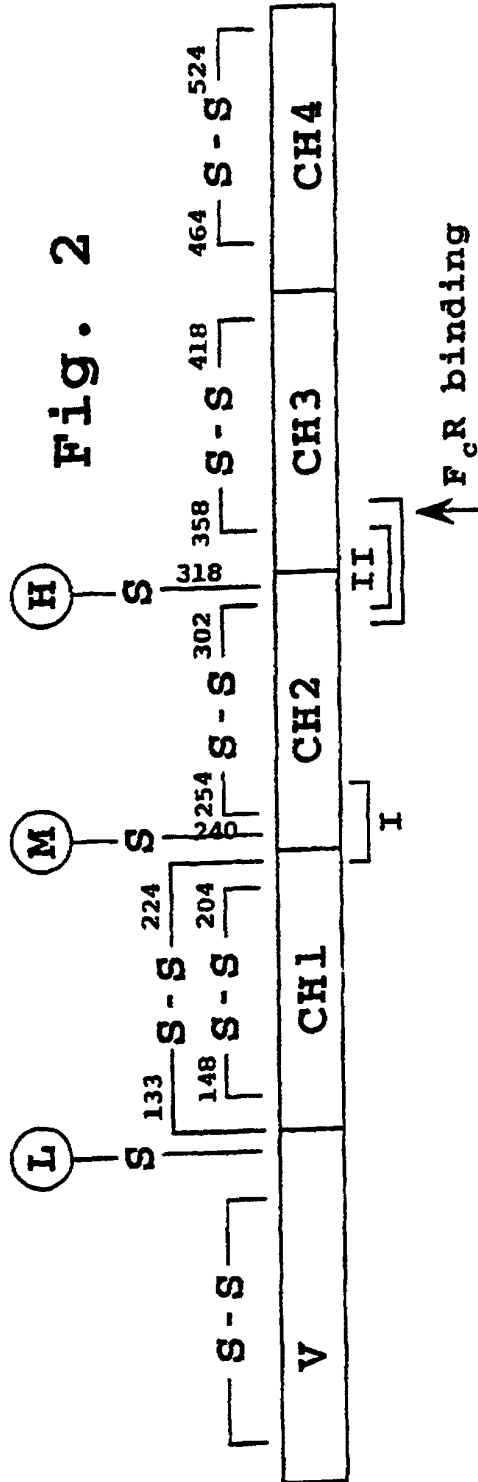 Fig. 2
L M H
S S S
133 S-S 224
S-S 148 S-S 204 240 254 S-S 302 318 358 S-S 418 464 S-S 524
V CH1 CH2 CH3 CH4
I II
FcR binding